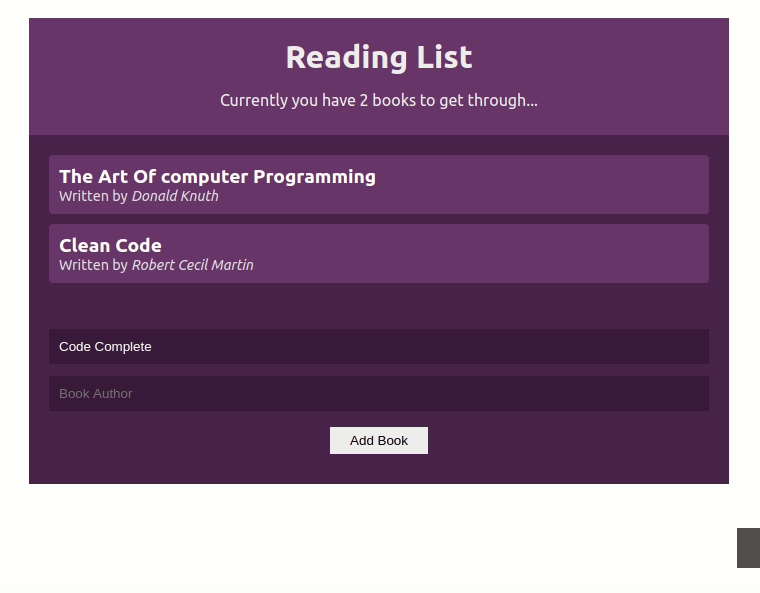 Reading List
Currently you have 2 books to get through...
The Art Of computer Programming
Written by Donald Knuth
Clean Code
Written by Robert Cecil Martin
Code Complete
Book Author
Add Book